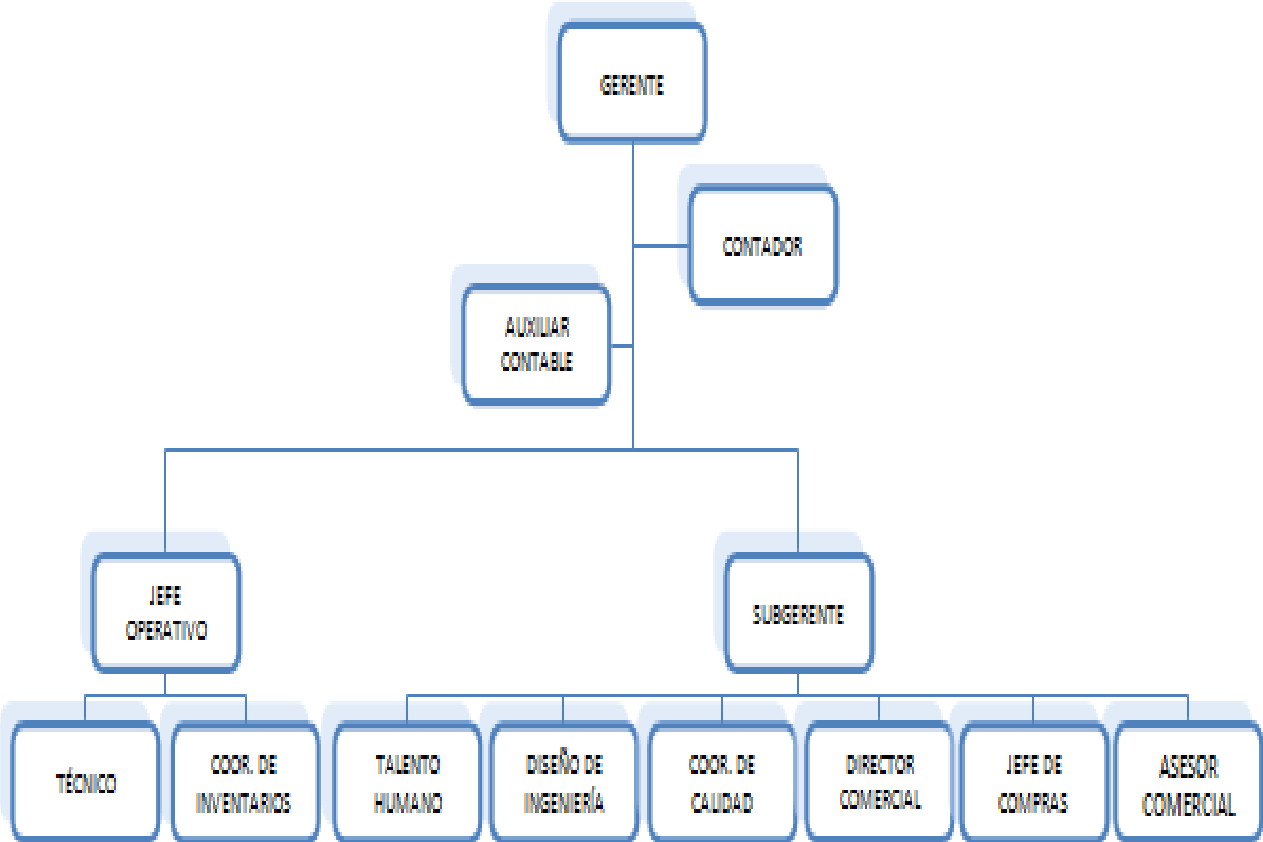 GERENTE
CONTADOR
AUXILIAR
CONTABLE
JEFE
OPERATIVO
SUBGERENTE
TÉCNICO
COOR. DE
INVENTARIOS
TALENTO
HUMANO
DISEÑO DE
INGENIERÍA
COOR. DE
CALIDAD
DIRECTOR
COMERCIAL
JEFE DE
COMPRAS
ASESOR
COMERCIAL